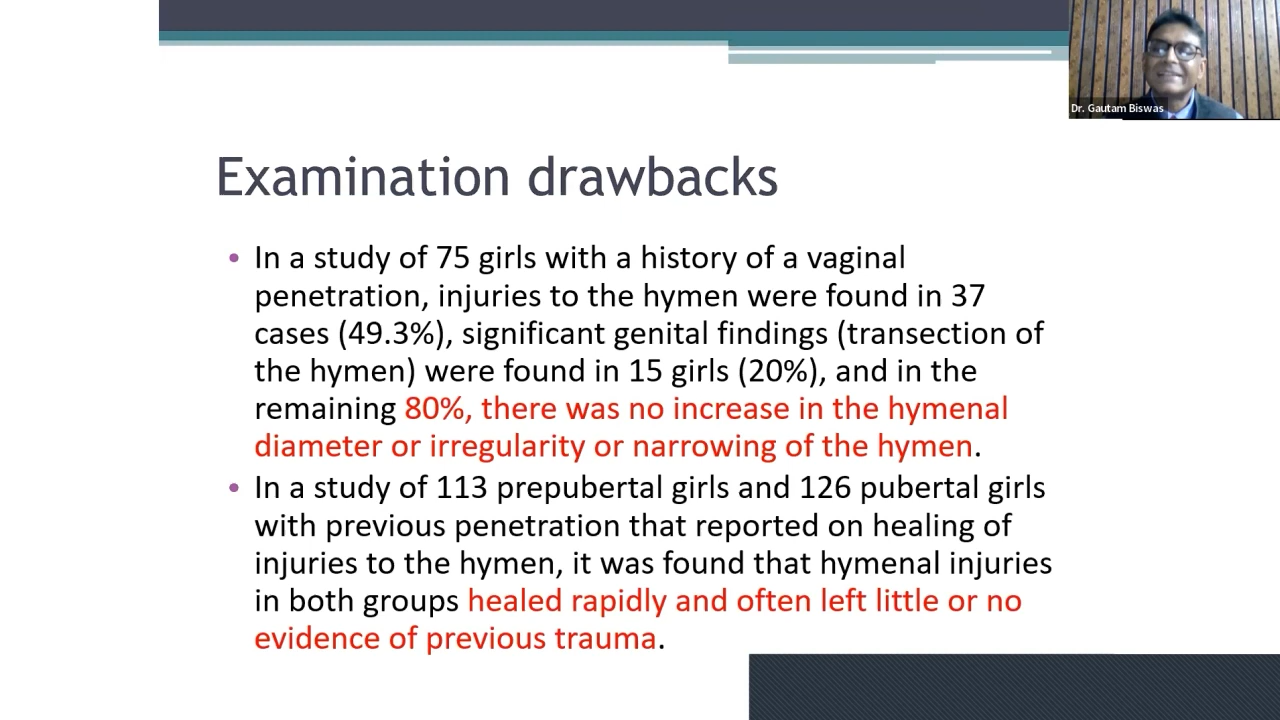 Dr. Gautam Biswas
Examination drawbacks
• In a study of 75 girls with a history of a vaginal
penetration, injuries to the hymen were found in 37
cases (49.3%), significant genital findings (transection of
the hymen) were found in 15 girls (20%), and in the
remaining 80%, there was no increase in the hymenal
diameter or irregularity or narrowing of the hymen.
• In a study of 113 prepubertal girls and 126 pubertal girls
with previous penetration that reported on healing of
injuries to the hymen, it was found that hymenal injuries
in both groups healed rapidly and often left little or no
evidence of previous trauma.